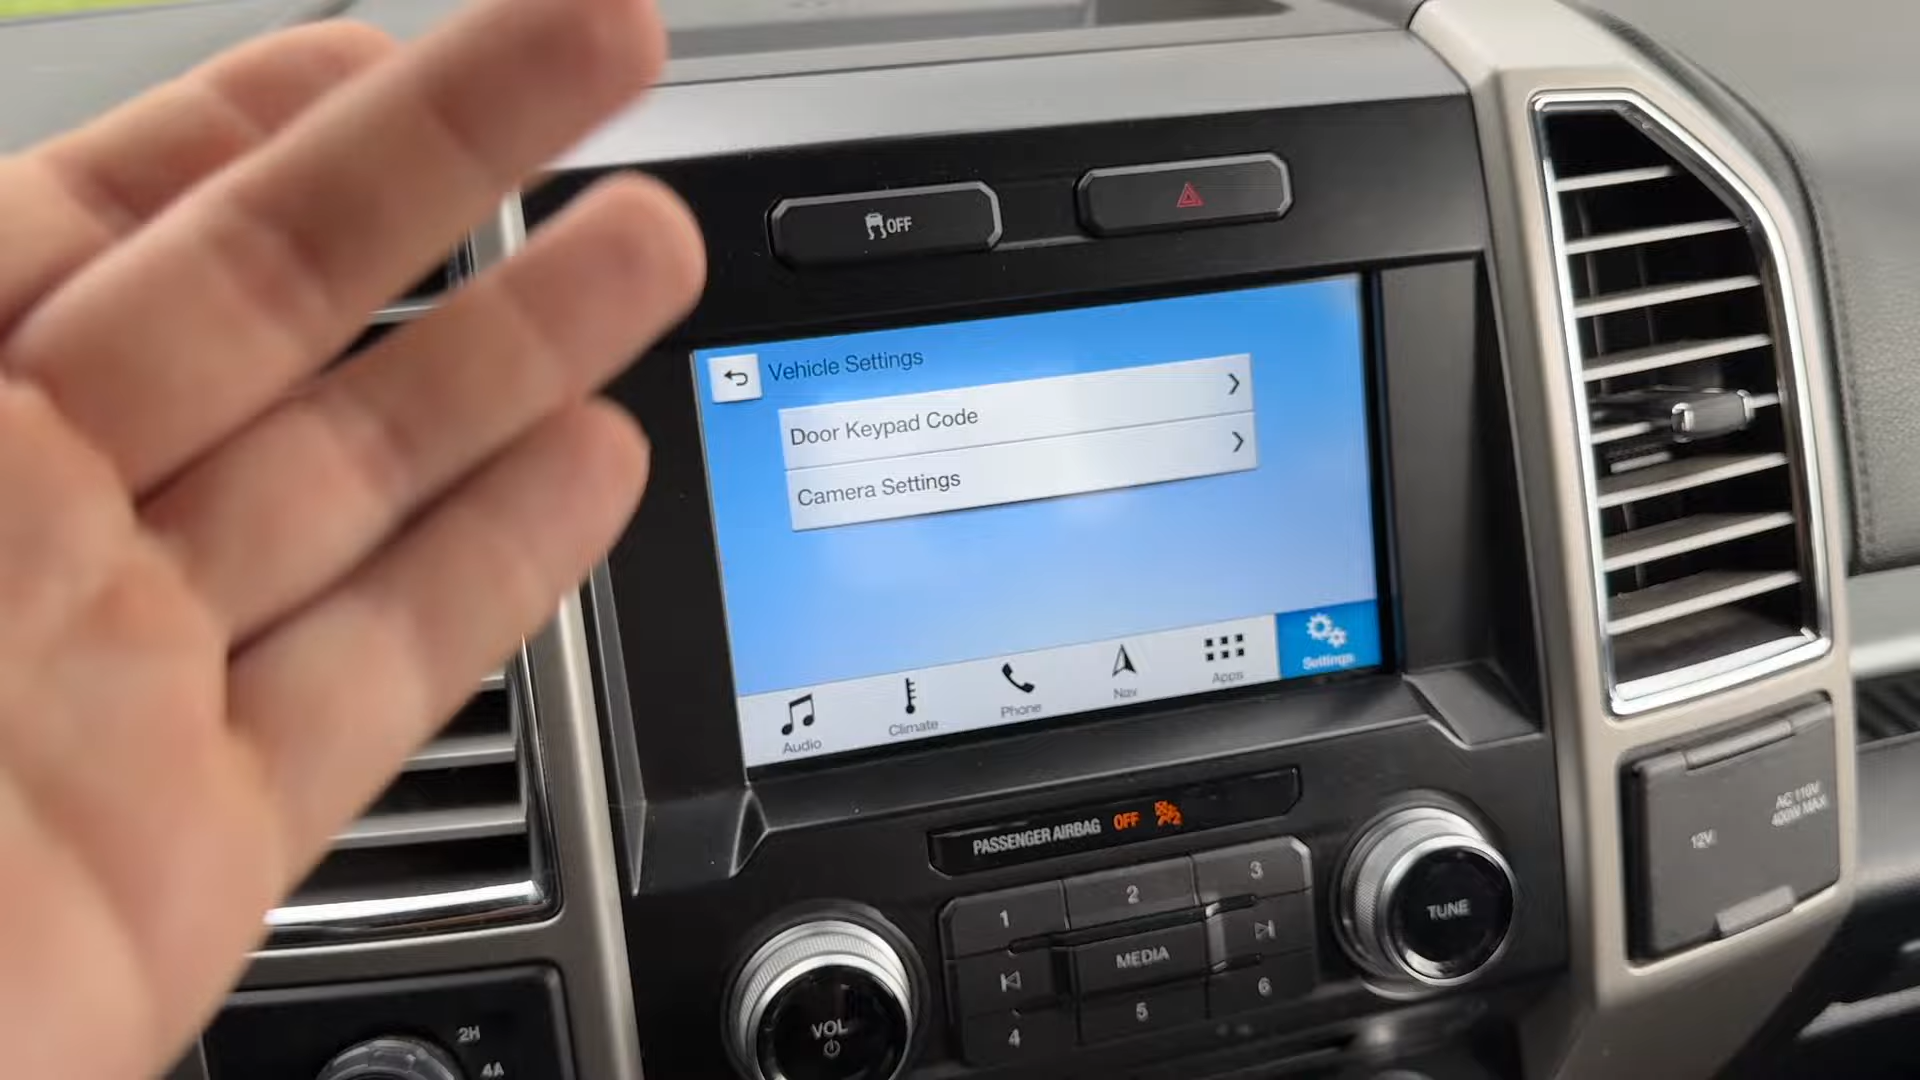 OFF
Vehicle Settings
Door Keypad Code
Camera Settings
Audio
Climate
Phone
Nav
Apps
Settings
PASSENGER AIRBAG OFF 2
1
2
3
MEDIA
4
5
6
VOL
TUNE
12V
AC 110V
400W MAX
2H
4A